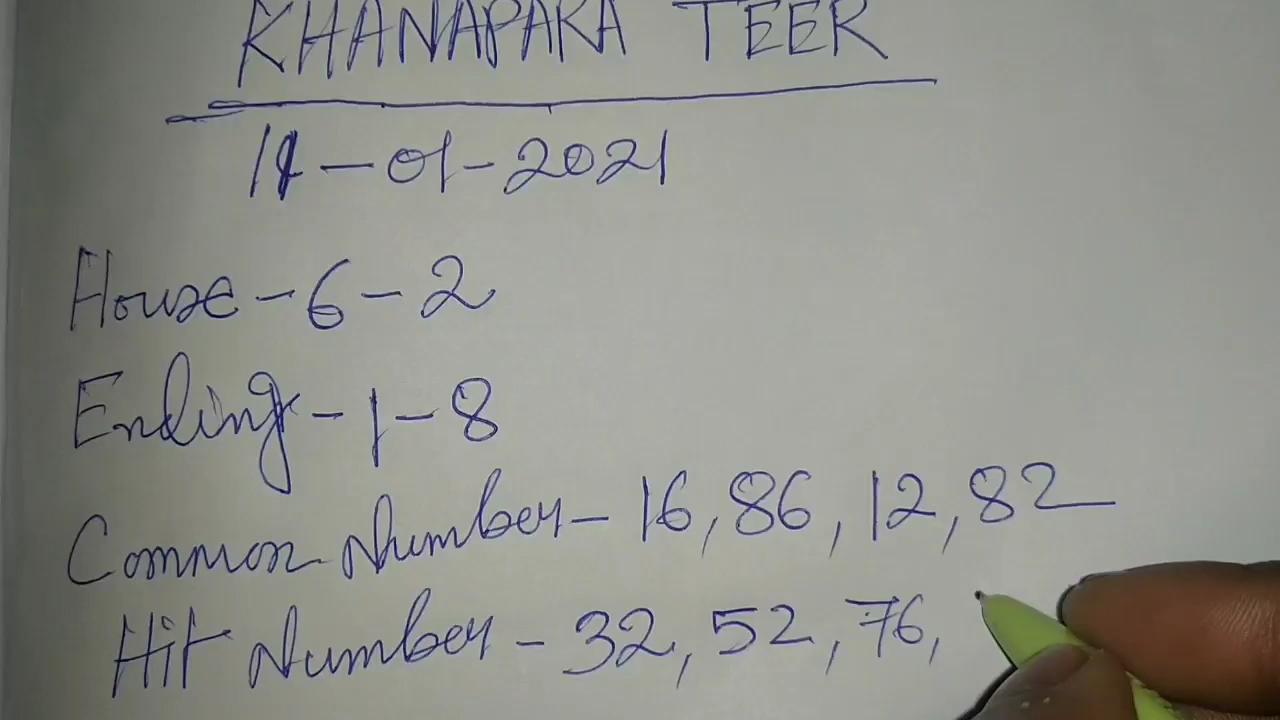 KHANAPARA TEER
11-01-2021
House - 6 - 2
Ending - 1 - 8
Common Number - 16, 86, 12, 82
Hit Number - 32, 52, 76,